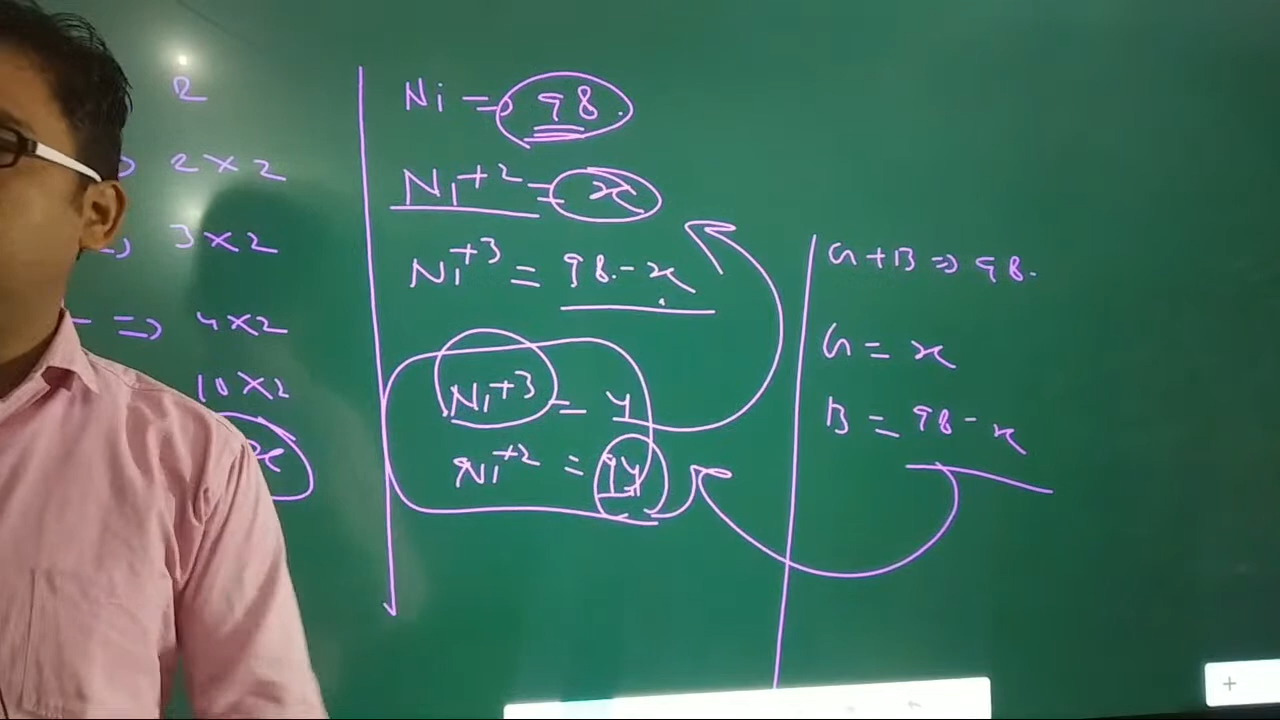 2
2×2
⇒ 3×2
⇒ 4×2
10×2
Ni ⇒ 98.
Ni+2 = x
Ni+3 = 98 - x
Ni+3 = y
Ni+2 =
G + B ⇒ 98.
G = x
B = 98 - x
+